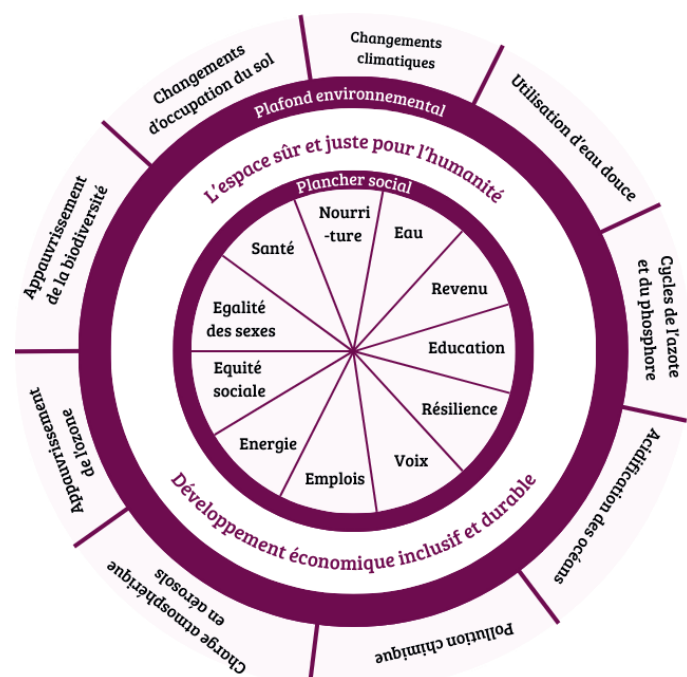 Changements
climatiques
Utilisation d'eau douce
Cycles de l'azote
et du phosphore
Acidification des océans
Pollution chimique
Charge atmosphérique
en aérosols
Appauvrissement
de l'ozone
Appauvrissement
de la biodiversité
Changements
d'occupation du sol
Plafond environnemental
L'espace sûr et juste pour l'humanité
Plancher social
Nourri
-ture
Eau
Revenu
Education
Résilience
Voix
Emplois
Energie
Equité
sociale
Egalité
des sexes
Santé
Développement économique inclusif et durable